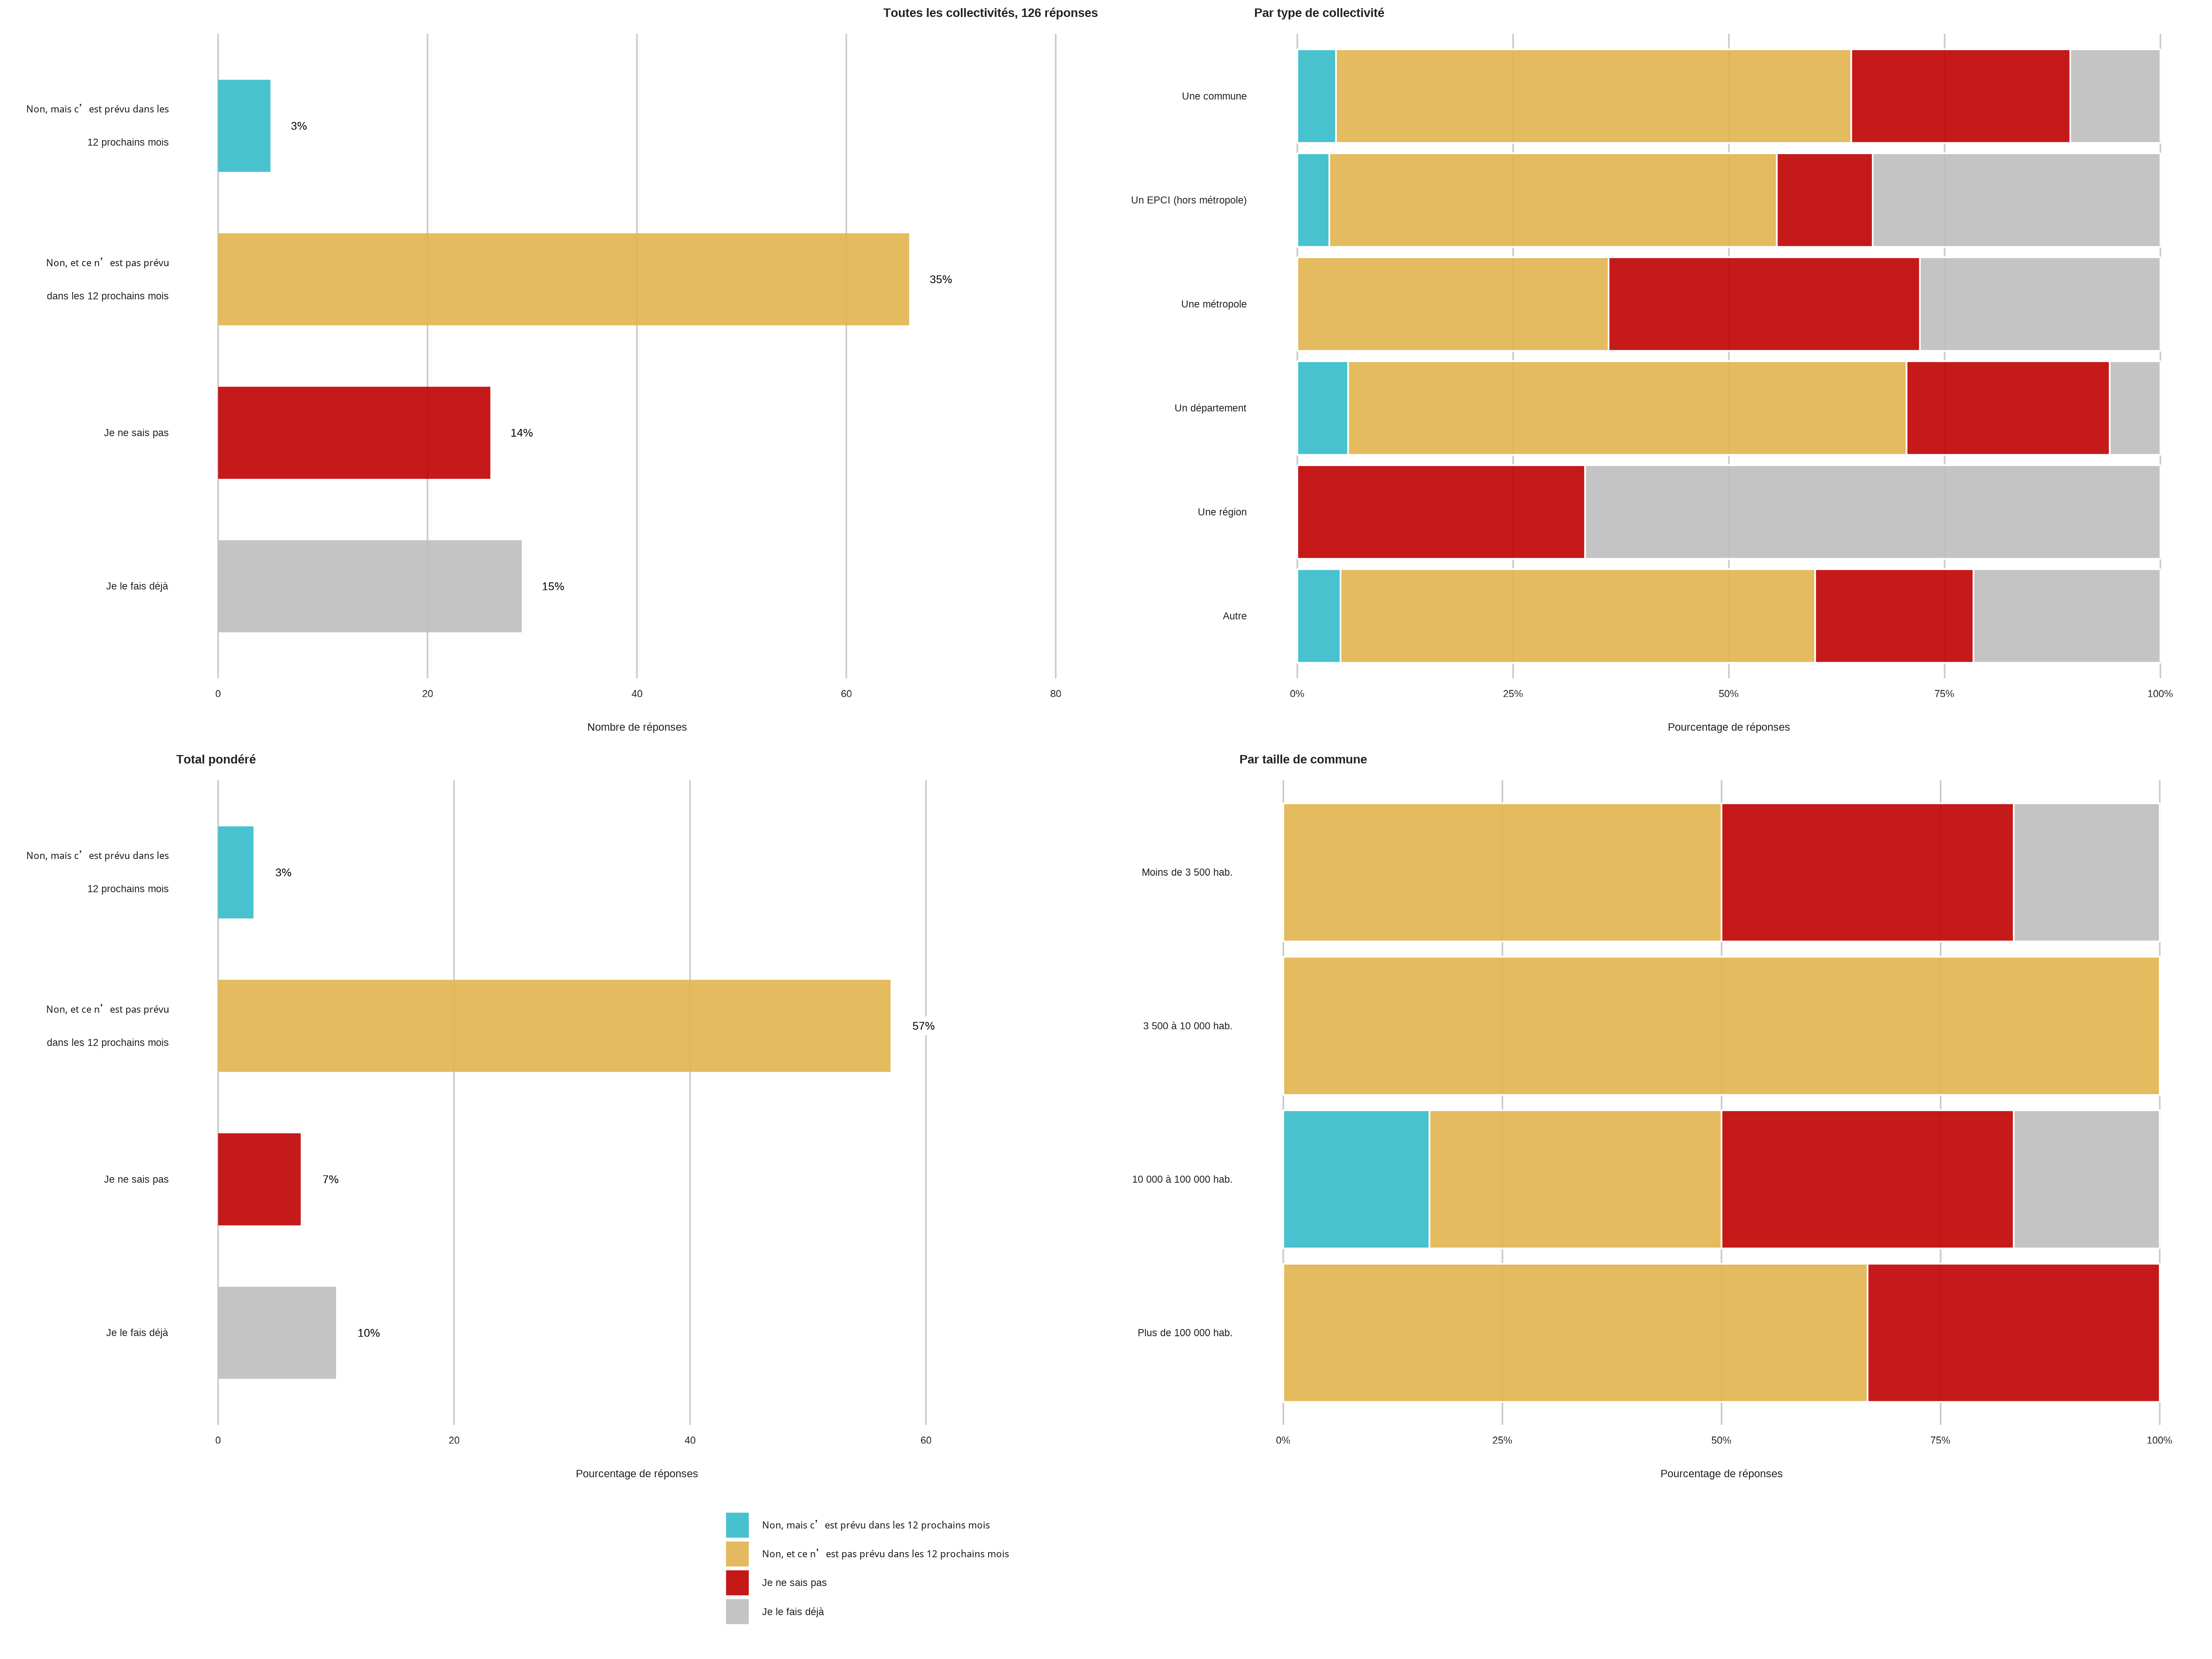 Toutes les collectivités, 126 réponses
Non, mais c’est prévu dans les
12 prochains mois
3%
Non, et ce n’est pas prévu
dans les 12 prochains mois
35%
Je ne sais pas
14%
Je le fais déjà
15%
0 20 40 60 80
Nombre de réponses
Par type de collectivité
Une commune
Un EPCI (hors métropole)
Une métropole
Un département
Une région
Autre
0% 25% 50% 75% 100%
Pourcentage de réponses
Total pondéré
Non, mais c’est prévu dans les
12 prochains mois
3%
Non, et ce n’est pas prévu
dans les 12 prochains mois
57%
Je ne sais pas
7%
Je le fais déjà
10%
0 20 40 60
Pourcentage de réponses
Par taille de commune
Moins de 3 500 hab.
3 500 à 10 000 hab.
10 000 à 100 000 hab.
Plus de 100 000 hab.
0% 25% 50% 75% 100%
Pourcentage de réponses
Non, mais c’est prévu dans les 12 prochains mois
Non, et ce n’est pas prévu dans les 12 prochains mois
Je ne sais pas
Je le fais déjà